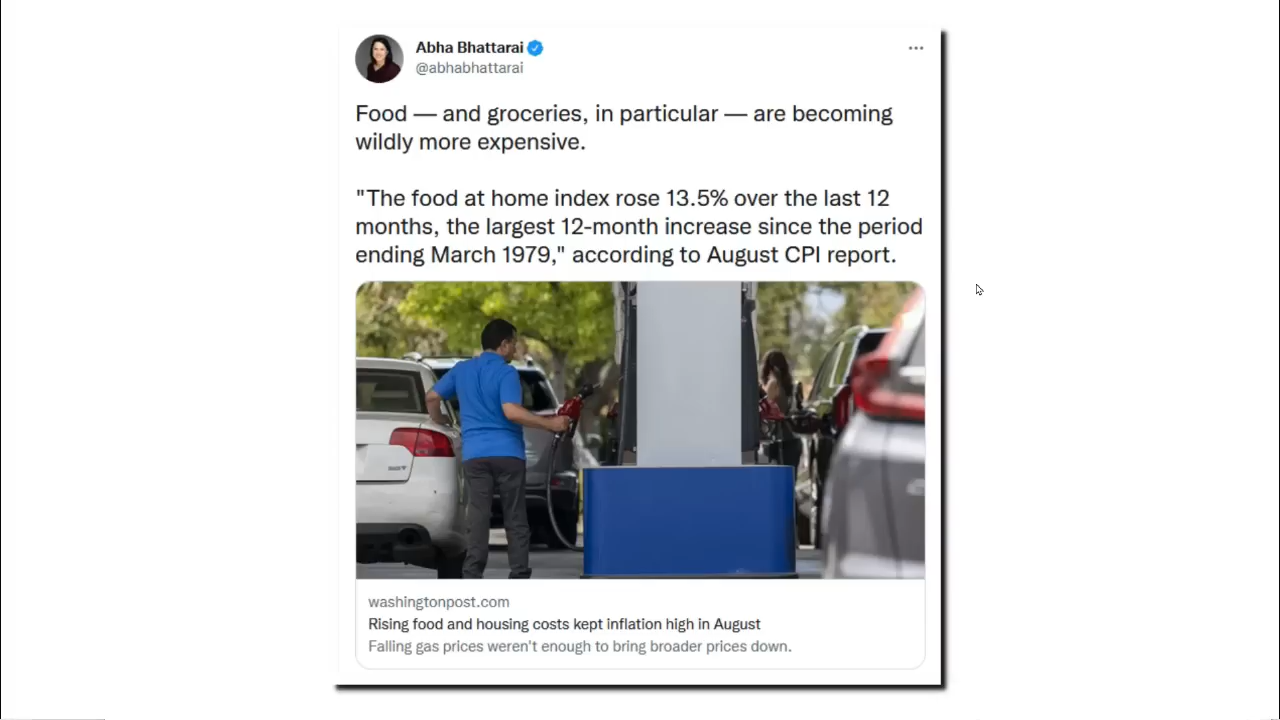 Abha Bhattarai
@abhabhattarai
Food — and groceries, in particular — are becoming
wildly more expensive.
"The food at home index rose 13.5% over the last 12
months, the largest 12-month increase since the period
ending March 1979," according to August CPI report.
washingtonpost.com
Rising food and housing costs kept inflation high in August
Falling gas prices weren't enough to bring broader prices down.